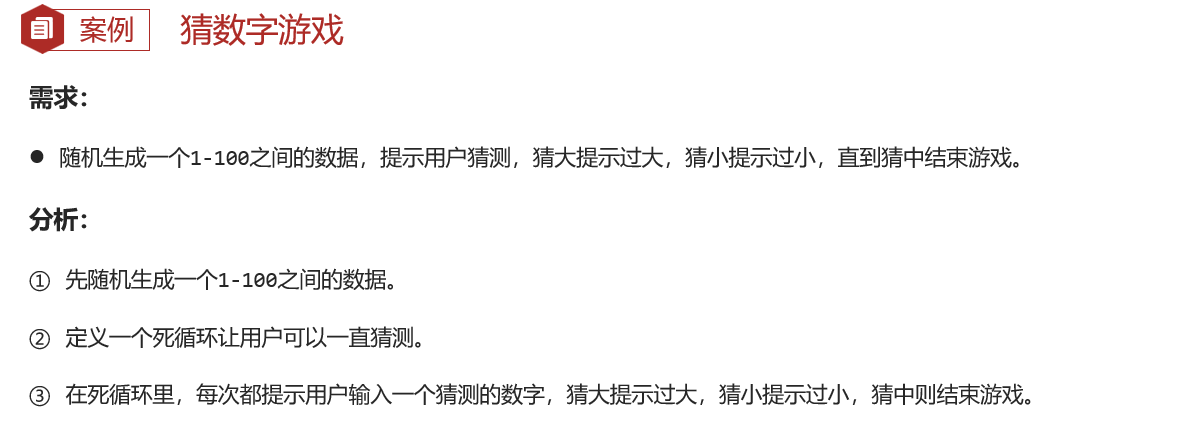 案例 猜数字游戏
需求：
● 随机生成一个1-100之间的数据，提示用户猜测，猜大提示过大，猜小提示过小，直到猜中结束游戏。
分析：
① 先随机生成一个1-100之间的数据。
② 定义一个死循环让用户可以一直猜测。
③ 在死循环里，每次都提示用户输入一个猜测的数字，猜大提示过大，猜小提示过小，猜中则结束游戏。